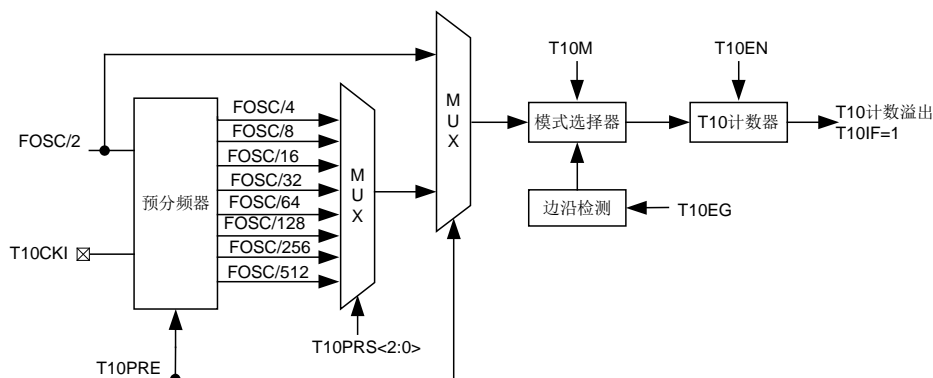 T10M
T10EN
FOSC/2
预分频器
T10CKI
T10PRE
FOSC/4
FOSC/8
FOSC/16
FOSC/32
FOSC/64
FOSC/128
FOSC/256
FOSC/512
MUX
T10PRS<2:0>
MUX
模式选择器
边沿检测
T10EG
T10计数器
T10计数溢出
T10IF=1